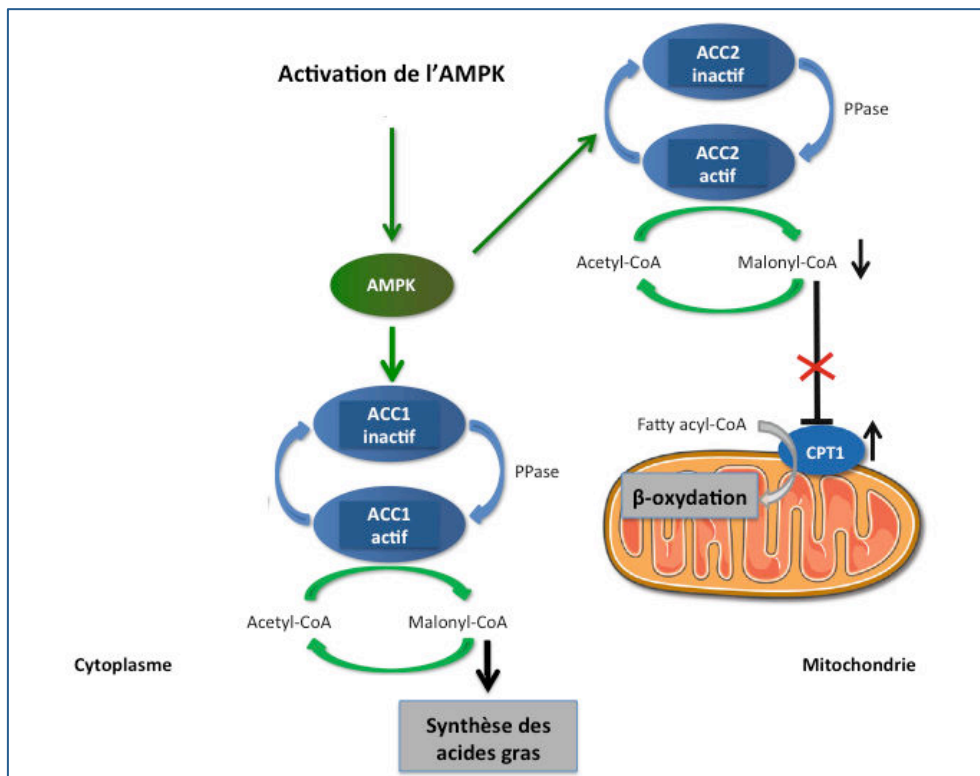 Activation de l'AMPK
ACC2
inactif
PPase
ACC2
actif
Acetyl-CoA
Malonyl-CoA
AMPK
ACC1
inactif
PPase
ACC1
actif
Fatty acyl-CoA
CPT1
β-oxydation
Acetyl-CoA
Malonyl-CoA
Cytoplasme
Mitochondrie
Synthèse des
acides gras